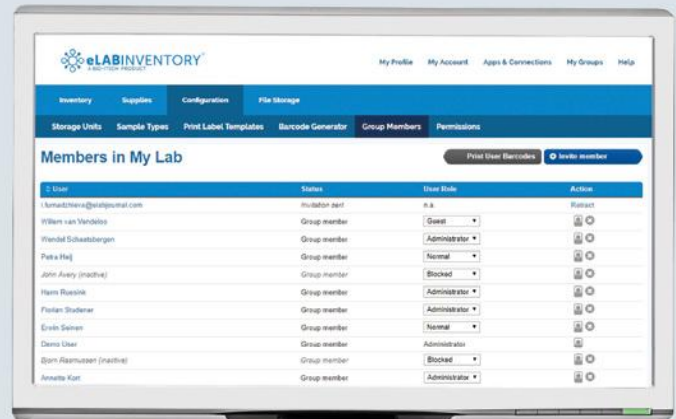 eLABINVENTORY
A BIO-ITECH PRODUCT
My Profile My Account Apps & Connections My Groups Help
Inventory Supplies Configuration File Storage
Storage Units Sample Types Print Label Templates Barcode Generator Group Members Permissions
Members in My Lab
Print User Barcodes Invite member
User Status User Role Action
Invitation sent n.a. Retract
Willem van Vendeloo Group member Guest
Wendel Schaatsbergen Group member Administrator
Petra Heij Group member Normal
John Avery (inactive) Group member Blocked
Harm Ruesink Group member Administrator
Florian Studener Group member Administrator
Erwin Seinen Group member Normal
Demo User Group member Administrator
Bjorn Rasmussen (inactive) Group member Blocked
Annette Kort Group member Administrator